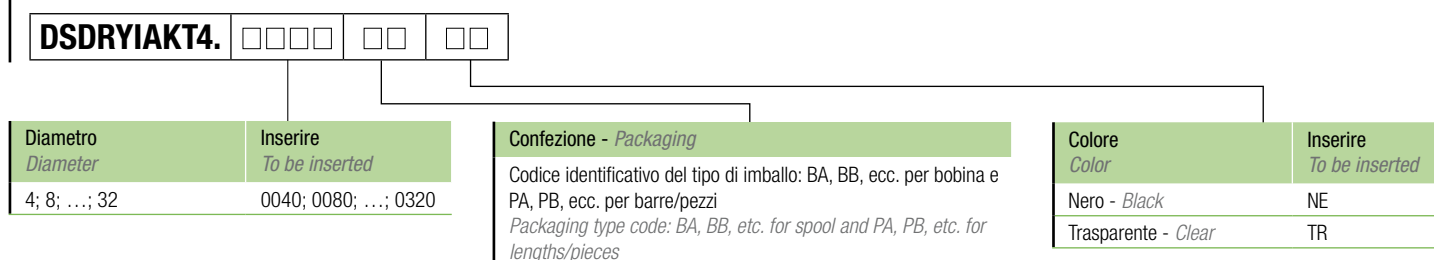 DSDRYIAKT4. □□□□ □□ □□
Diametro Inserire
Diameter To be inserted
4; 8; …; 32 0040; 0080; …; 0320
Confezione - Packaging
Codice identificativo del tipo di imballo: BA, BB, ecc. per bobina e
PA, PB, ecc. per barre/pezzi
Packaging type code: BA, BB, etc. for spool and PA, PB, etc. for
lengths/pieces
Colore Inserire
Color To be inserted
Nero - Black NE
Trasparente - Clear TR